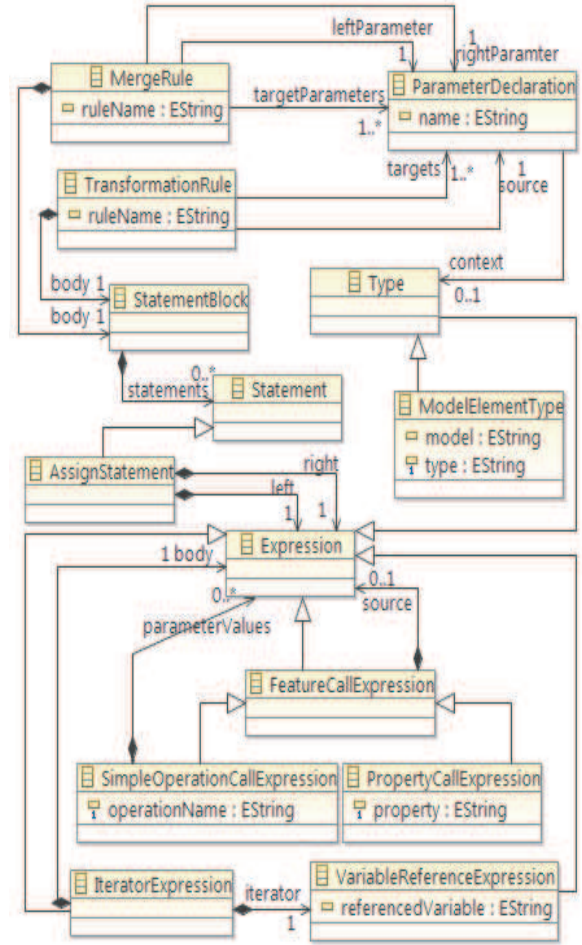 leftParameter
1
1
rightParamter
MergeRule
ruleName : EString
targetParameters
1..*
ParameterDeclaration
name : EString
TransformationRule
ruleName : EString
targets
1..*
1
source
context
0..1
body 1
body 1
StatementBlock
Type
statements
0..*
Statement
ModelElementType
model : EString
type : EString
AssignStatement
right
left
1
1
1 body
Expression
0..*
0..1
source
parameterValues
FeatureCallExpression
SimpleOperationCallExpression
operationName : EString
PropertyCallExpression
property : EString
IteratorExpression
iterator
1
VariableReferenceExpression
referencedVariable : EString